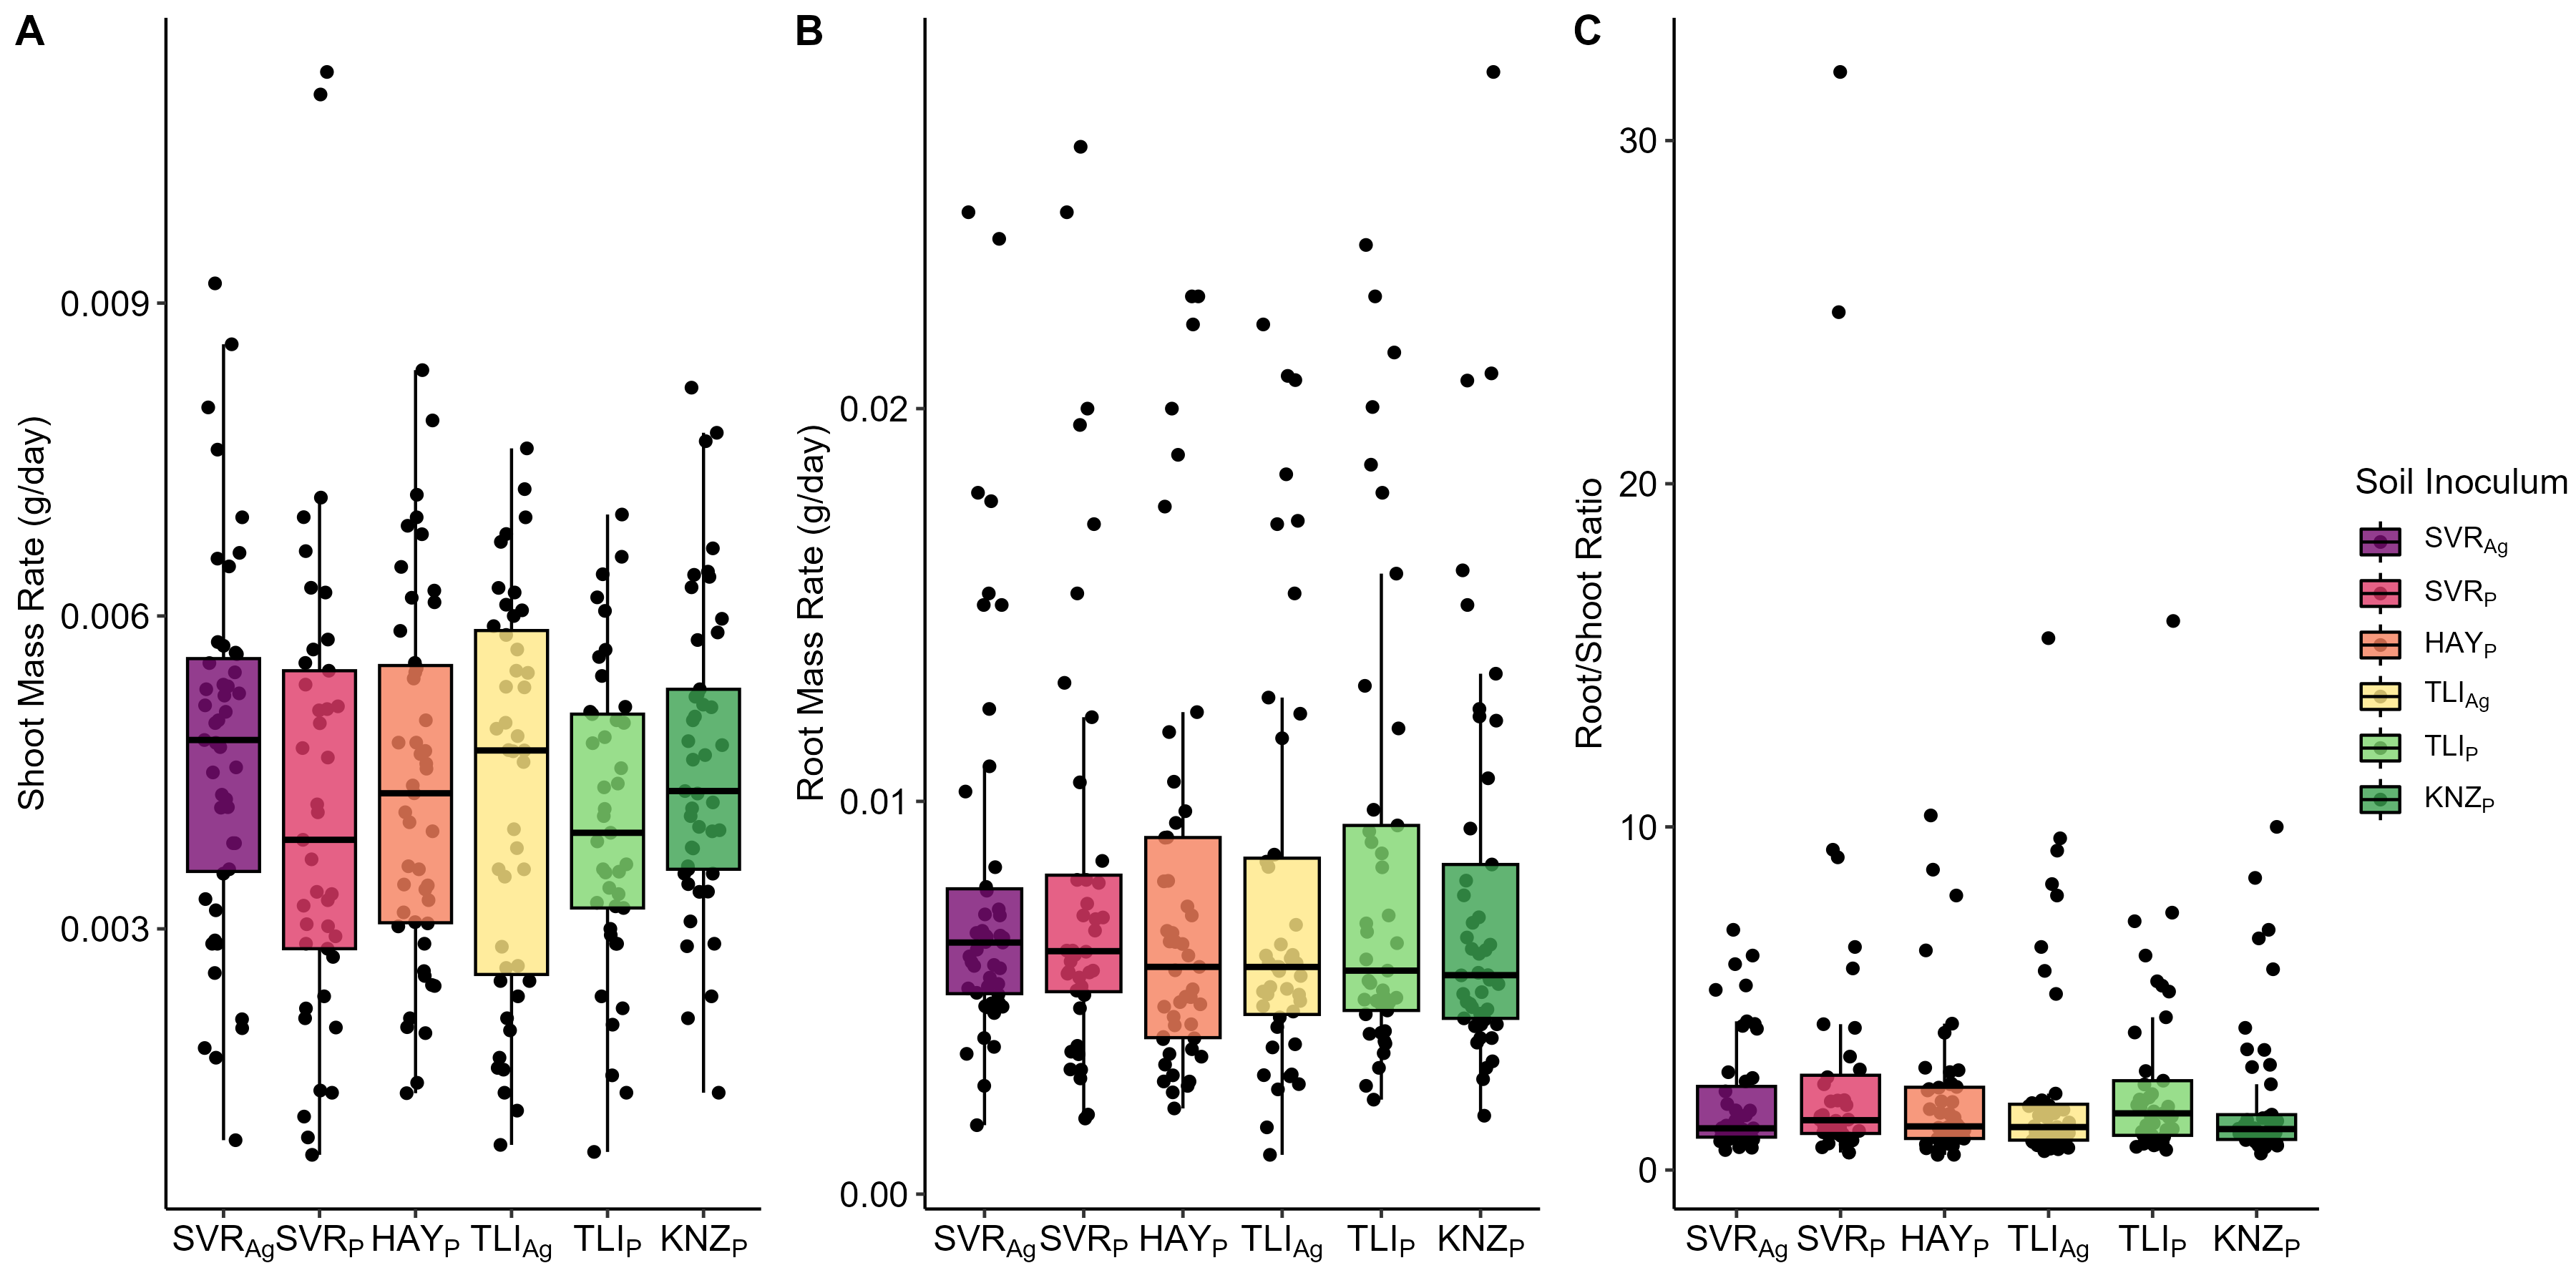 A
Shoot Mass Rate (g/day)
0.009
0.006
0.003
SVRAg SVRP HAYP TLIAg TLIP KNZP
B
Root Mass Rate (g/day)
0.02
0.01
0.00
SVRAg SVRP HAYP TLIAg TLIP KNZP
C
Root/Shoot Ratio
30
20
10
0
SVRAg SVRP HAYP TLIAg TLIP KNZP
Soil Inoculum
SVRAg
SVRP
HAYP
TLIAg
TLIP
KNZP